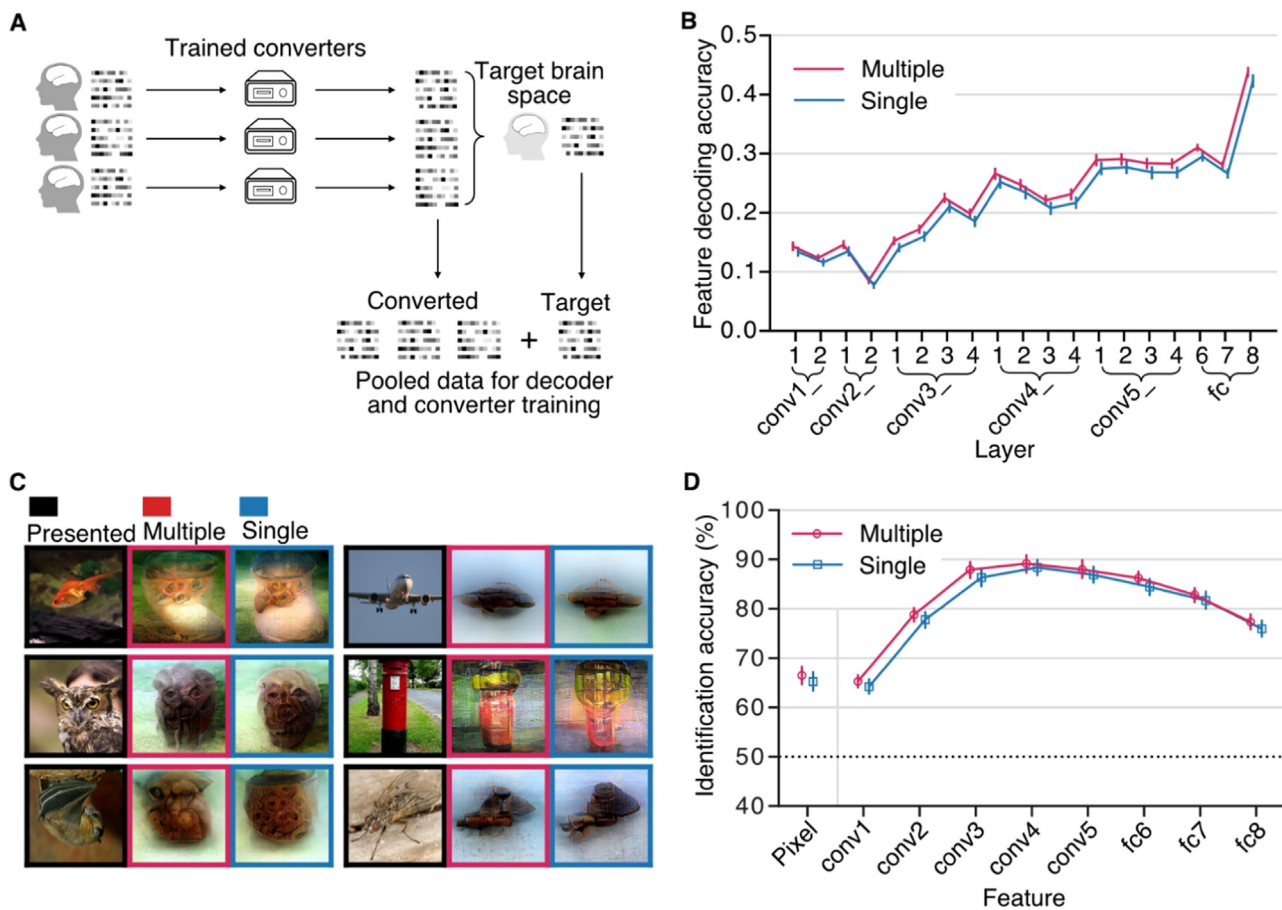 A
Trained converters
Target brain
space
Converted
Target
+
Pooled data for decoder
and converter training
B
Feature decoding accuracy
0.5
0.4
0.3
0.2
0.1
0.0
Multiple
Single
1 2 1 2 1 2 3 4 1 2 3 4 1 2 3 4 6 7 8
conv1_ conv2_ conv3_ conv4_ conv5_ fc
Layer
C
Presented Multiple Single
D
Identification accuracy (%)
100
90
80
70
60
50
40
Multiple
Single
Pixel conv1 conv2 conv3 conv4 conv5 fc6 fc7 fc8
Feature